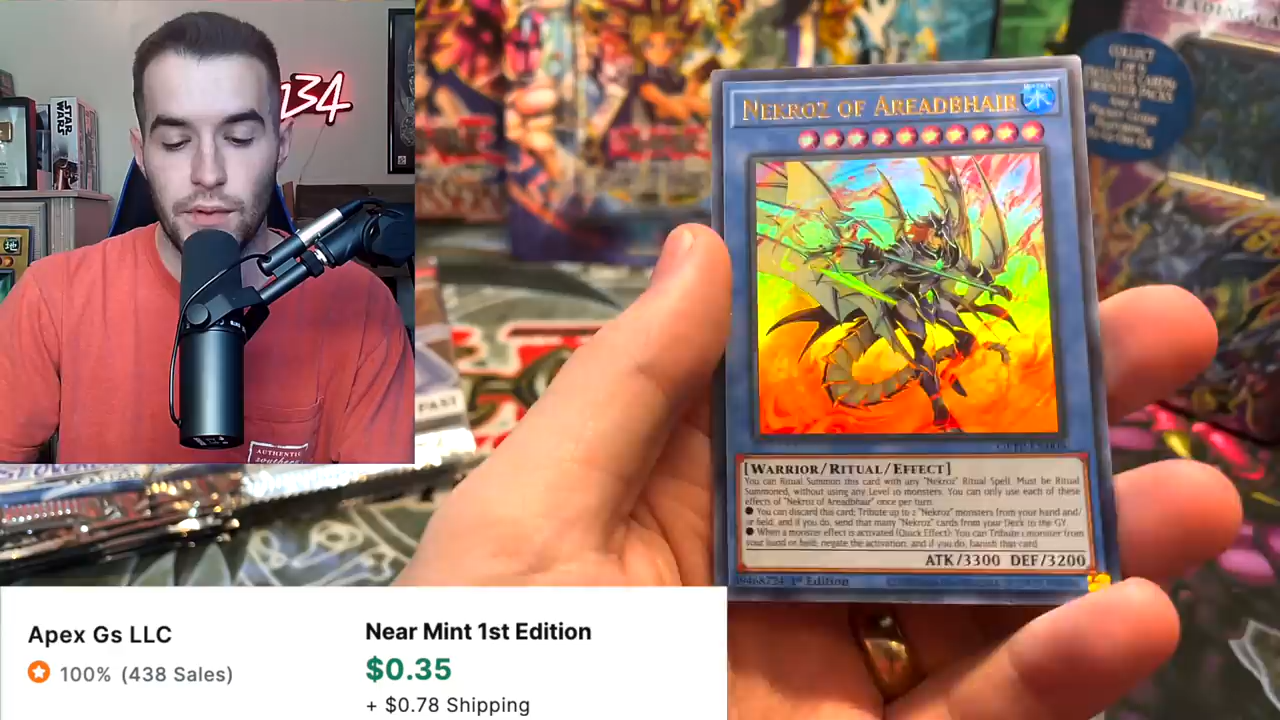 134
STAR
WARS
TRADING CA
COLLECT
NEKROZ OF AREADBHAIR
[WARRIOR/RITUAL/EFFECT]
You can Ritual Summon this card with any "Nekroz" Ritual Spell. Must be Ritual
Summoned, without using any Level 10 monsters. You can only use each of these
effects of "Nekroz of Areadbhair" once per turn.
● You can discard this card; Tribute up to 2 "Nekroz" monsters from your hand and/
or field, and if you do, send that many "Nekroz" cards from your Deck to the GY.
● When a monster effect is activated (Quick Effect): You can Tribute 1 monster from
your hand or field; negate the activation, and if you do, banish that card.
ATK/3300 DEF/3200
1st Edition
AUTHENTIC
Apex Gs LLC
100% (438 Sales)
Near Mint 1st Edition
$0.35
+ $0.78 Shipping